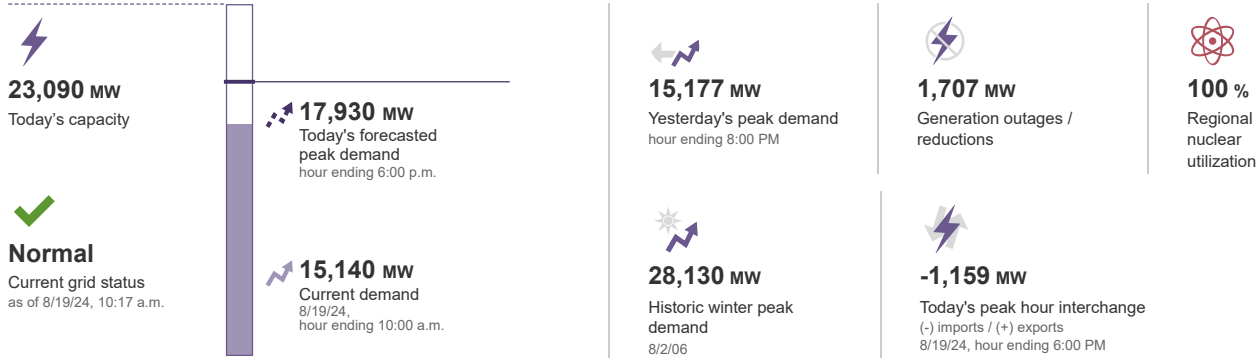 23,090 MW
Today's capacity
Normal
Current grid status
as of 8/19/24, 10:17 a.m.
17,930 MW
Today's forecasted
peak demand
hour ending 6:00 p.m.
15,140 MW
Current demand
8/19/24,
hour ending 10:00 a.m.
15,177 MW
Yesterday's peak demand
hour ending 8:00 PM
1,707 MW
Generation outages /
reductions
100 %
Regional
nuclear
utilization
28,130 MW
Historic winter peak
demand
8/2/06
-1,159 MW
Today's peak hour interchange
(-) imports / (+) exports
8/19/24, hour ending 6:00 PM